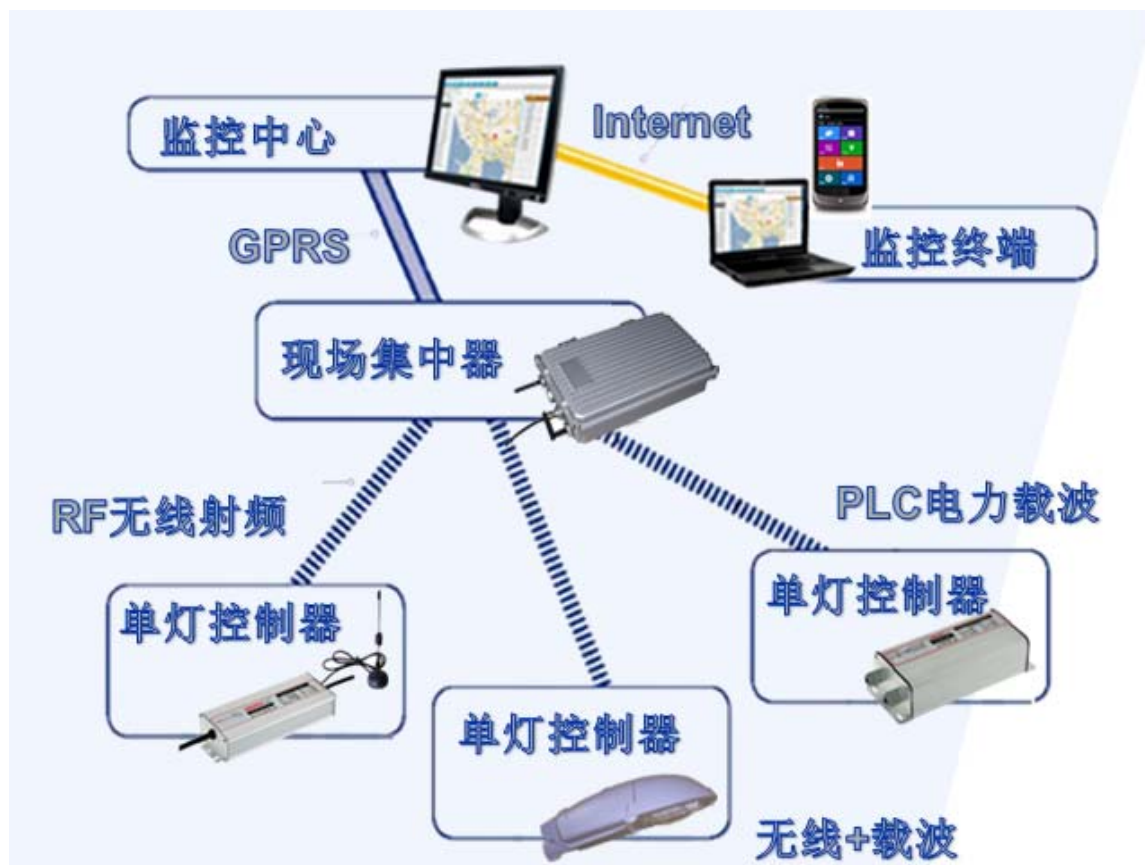 Internet
监控中心
GPRS
监控终端
现场集中器
RF无线射频
PLC电力载波
单灯控制器
单灯控制器
单灯控制器
无线+载波